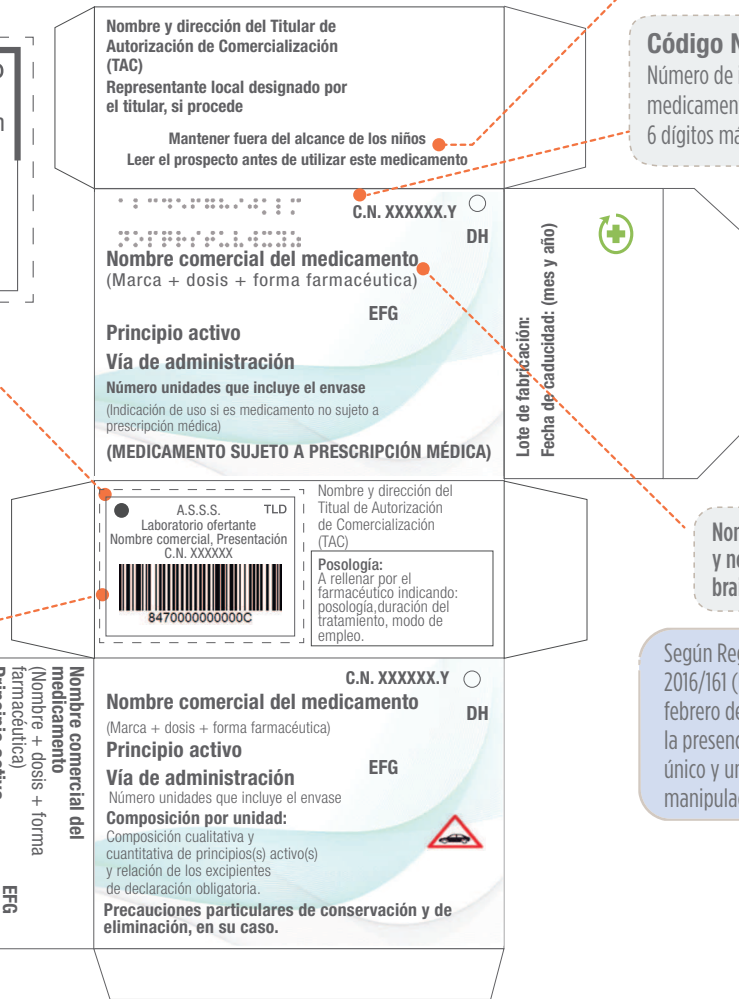 Nombre y dirección del Titular de
Autorización de Comercialización
(TAC)
Representante local designado por
el titular, si procede
Mantener fuera del alcance de los niños
Leer el prospecto antes de utilizar este medicamento
Código
Número de
6 dígitos
C.N. XXXXXX.Y
DH
Nombre comercial del medicamento
(Marca + dosis + forma farmacéutica)
EFG
Principio activo
Vía de administración
Número unidades que incluye el envase
(Indicación de uso si es medicamento no sujeto a
prescripción médica)
(MEDICAMENTO SUJETO A PRESCRIPCIÓN MÉDICA)
Lote de fabricación:
Fecha de caducidad: (mes y año)
A.S.S.S. TLD
Laboratorio ofertante
Nombre comercial, Presentación
C.N. XXXXXX
8470000000000C
Nombre y dirección del
Titual de Autorización
de Comercialización
(TAC)
Posología:
A rellenar por el
farmacéutico indicando:
posología,duración del
tratamiento, modo de
empleo.
y
Según
2016/161 (
febrero
la
único y
C.N. XXXXXX.Y
Nombre comercial del medicamento
DH
(Marca + dosis + forma farmacéutica)
Principio activo
EFG
Vía de administración
Número unidades que incluye el envase
Composición por unidad:
Composición cualitativa y
cuantitativa de principios(s) activo(s)
y relación de los excipientes
de declaración obligatoria.
Precauciones particulares de conservación y de
eliminación, en su caso.
Nombre comercial del
medicamento
(Nombre + dosis + forma
farmacéutica)
Principio activo
EFG